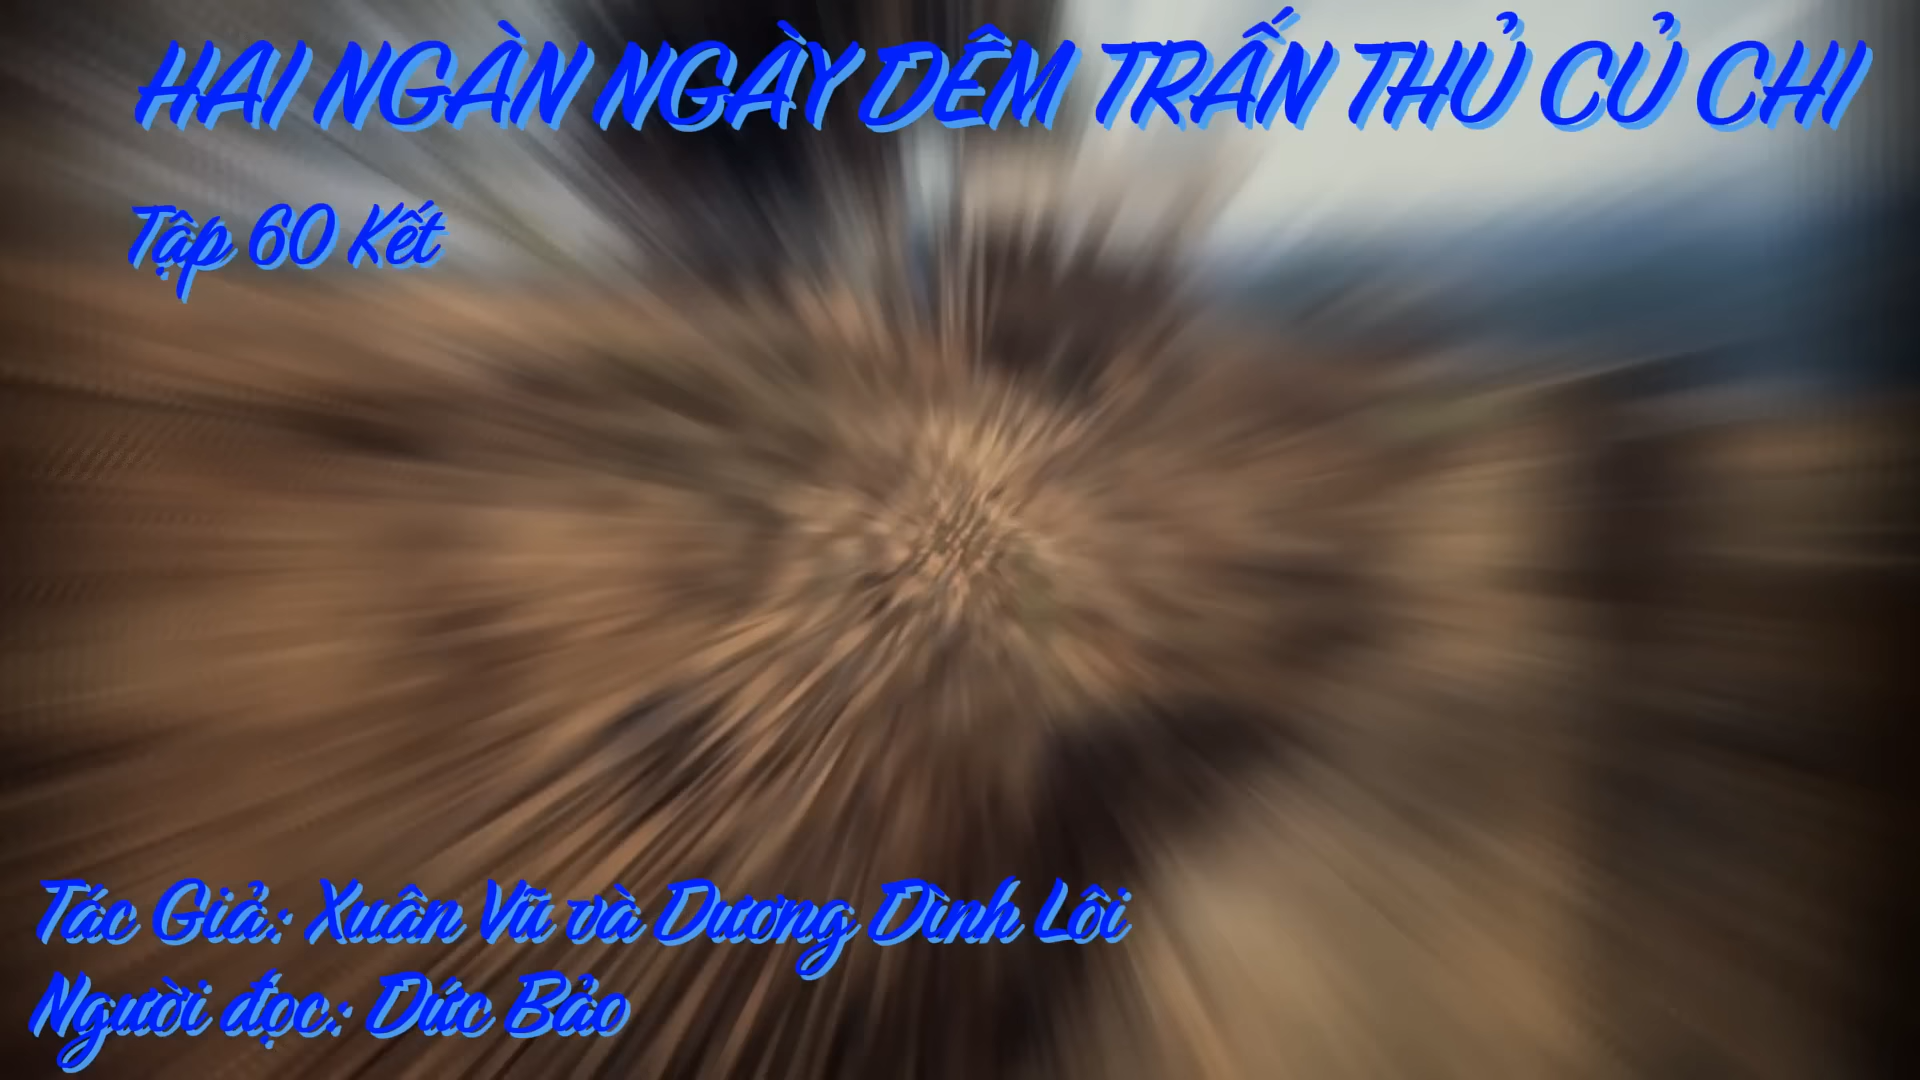 HAI NGÀN NGÀY ĐÊM TRẤN THỦ CỦ CHI
Tập 60 Kết
Tác Giả: Xuân Vũ và Dương Đình Lôi
Người đọc: Đức Bảo